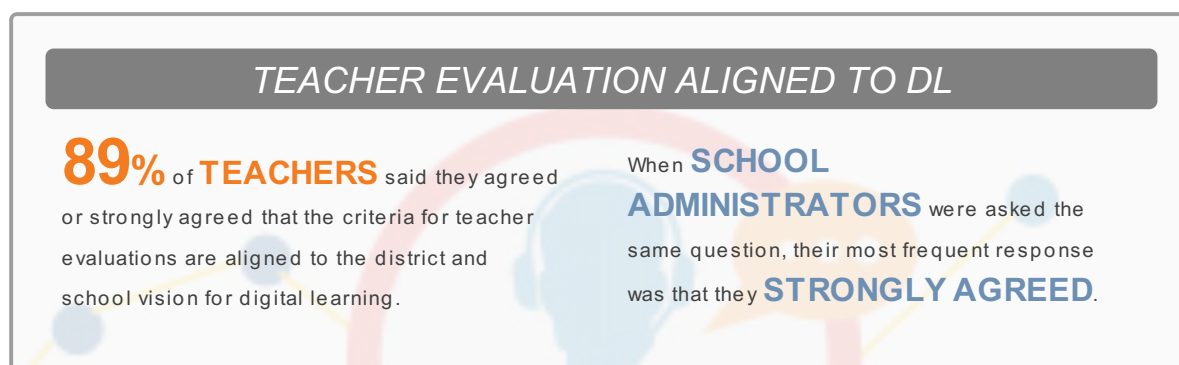 TEACHER EVALUATION ALIGNED TO DL
89% of TEACHERS said they agreed
or strongly agreed that the criteria for teacher
evaluations are aligned to the district and
school vision for digital learning.
When SCHOOL
ADMINISTRATORS were asked the
same question, their most frequent response
was that they STRONGLY AGREED.